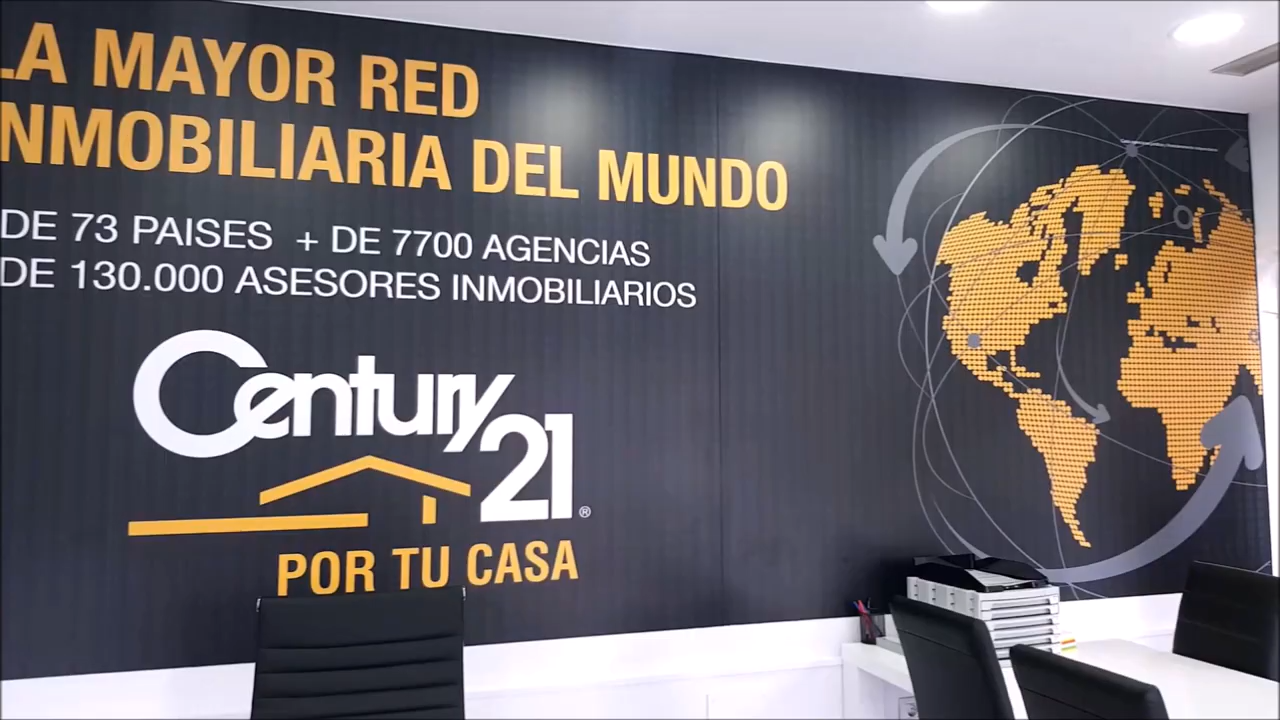 LA MAYOR RED
NMOBILIARIA DEL MUNDO
DE 73 PAISES + DE 7700 AGENCIAS
DE 130.000 ASESORES INMOBILIARIOS
Century
21®
POR TU CASA